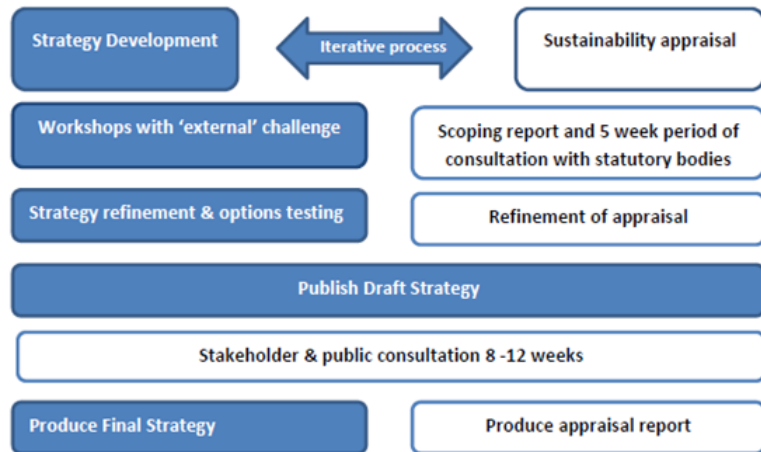 Strategy Development
Iterative process
Sustainability appraisal
Workshops with ‘external’ challenge
Scoping report and 5 week period of
consultation with statutory bodies
Strategy refinement & options testing
Refinement of appraisal
Publish Draft Strategy
Stakeholder & public consultation 8 -12 weeks
Produce Final Strategy
Produce appraisal report